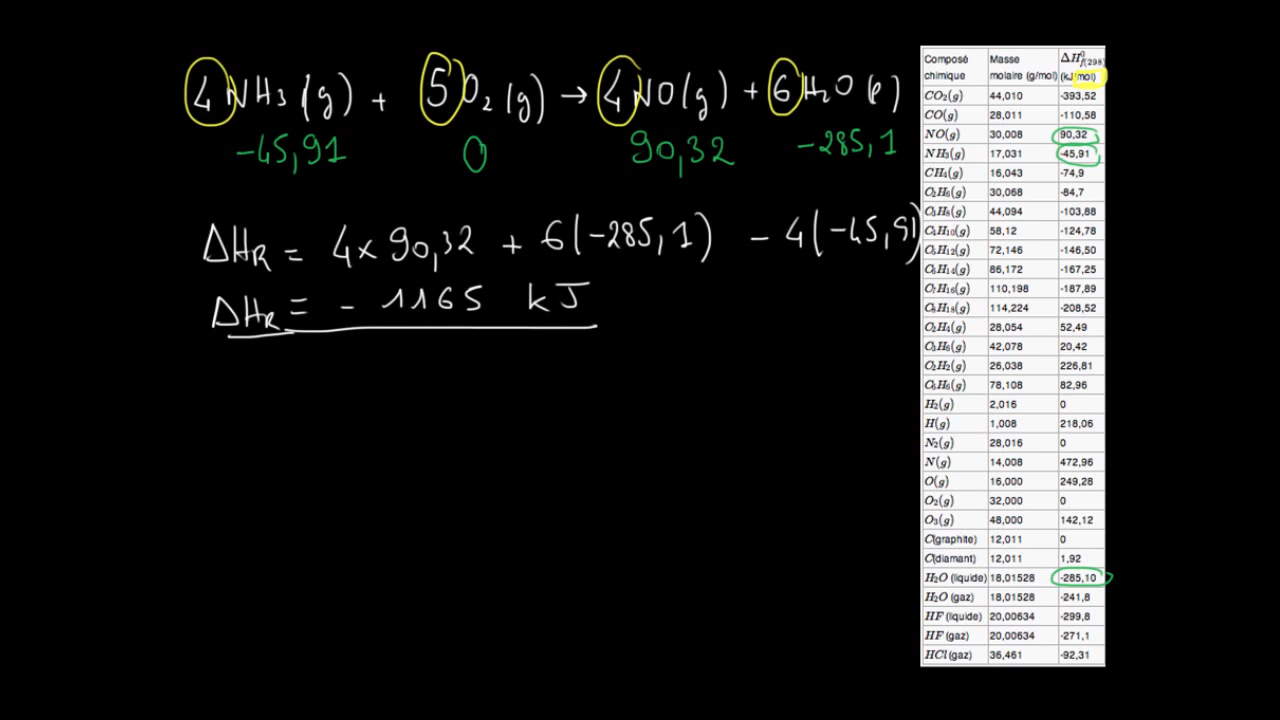 4NH₃(g) + 5O₂(g) → 4NO(g) + 6H₂O(l)
-45,91 0 90,32 -285,1
ΔHR = 4×90,32 + 6(-285,1) - 4(-45,91)
ΔHR = -1165 kJ
Composé chimique Masse molaire (g/mol) ΔH⁰f(298) (kJ/mol)
CO₂(g) 44,010 -393,52
CO(g) 28,011 -110,58
NO(g) 30,008 90,32
NH₃(g) 17,031 -45,91
CH₄(g) 16,043 -74,9
C₂H₆(g) 30,068 -84,7
C₃H₈(g) 44,094 -103,88
C₄H₁₀(g) 58,12 -124,78
C₅H₁₂(g) 72,146 -146,50
C₆H₁₄(g) 86,172 -167,25
C₇H₁₆(g) 110,198 -187,89
C₈H₁₈(g) 114,224 -208,52
C₂H₄(g) 28,054 52,49
C₃H₆(g) 42,078 20,42
C₂H₂(g) 26,038 226,81
C₆H₆(g) 78,108 82,96
H₂(g) 2,016 0
H(g) 1,008 218,06
N₂(g) 28,016 0
N(g) 14,008 472,96
O(g) 16,000 249,28
O₂(g) 32,000 0
O₃(g) 48,000 142,12
C(graphite) 12,011 0
C(diamant) 12,011 1,92
H₂O (liquide) 18,01528 -285,10
H₂O (gaz) 18,01528 -241,8
HF (liquide) 20,00634 -299,8
HF (gaz) 20,00634 -271,1
HCl (gaz) 36,461 -92,31